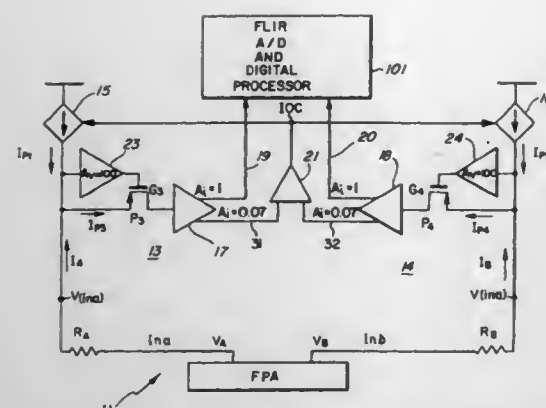 FLIR
A/D
AND
DIGITAL
PROCESSOR
101
15
IOC
23
24
IP1
19
21
20
18
Av=100
G3
Ai=1
Ai=1
G4
P3
Ai=0.07
Ai=0.07
P4
IP3
17
31
32
IP4
13
14
IA
IB
V(Ina)
V(Ina)
RA
Ina
VA
VB
Inb
RB
FPA